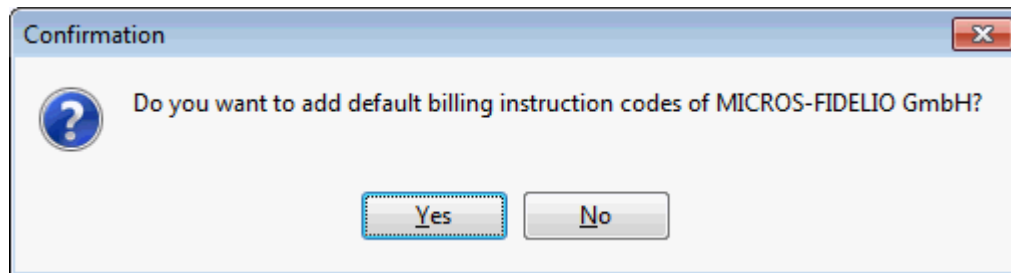 Confirmation
Do you want to add default billing instruction codes of MICROS-FIDELIO GmbH?
Yes
No